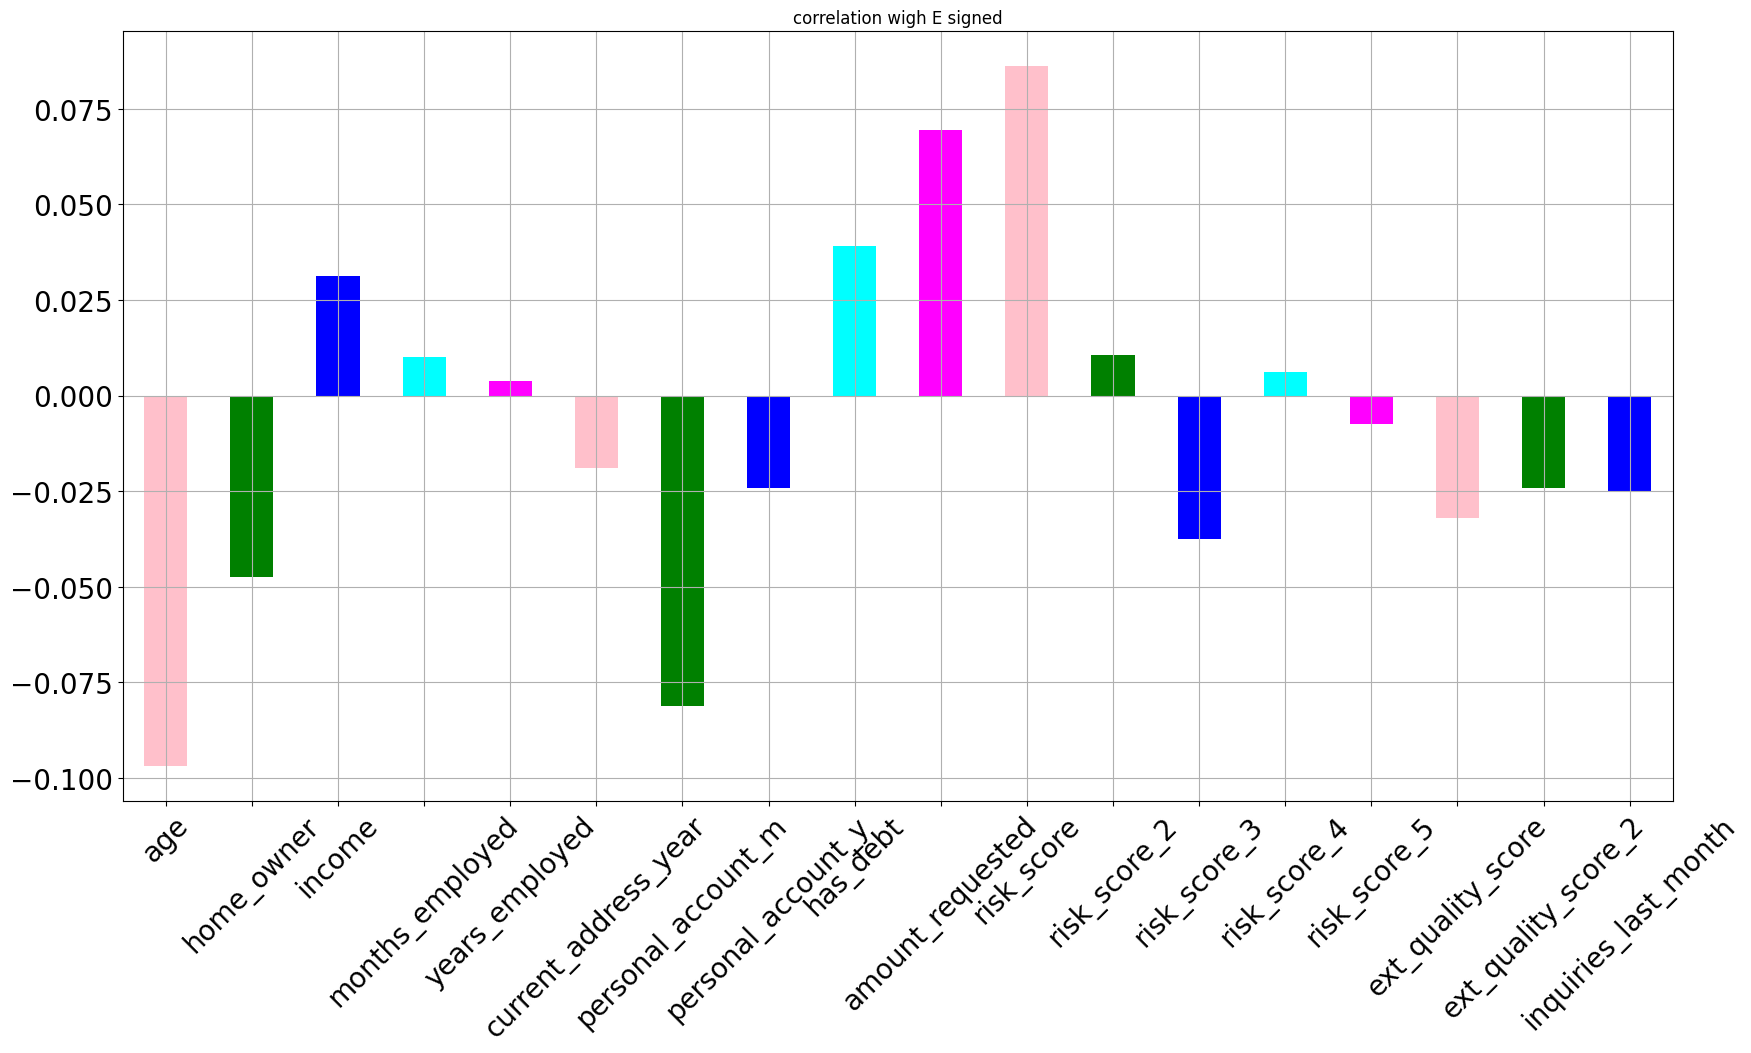 correlation wigh E signed
0.075
0.050
0.025
0.000
−0.025
−0.050
−0.075
−0.100
age
home_owner
income
months_employed
years_employed
current_address_year
personal_account_m
personal_account_y
has_debt
amount_requested
risk_score
risk_score_2
risk_score_3
risk_score_4
risk_score_5
ext_quality_score
ext_quality_score_2
inquiries_last_month